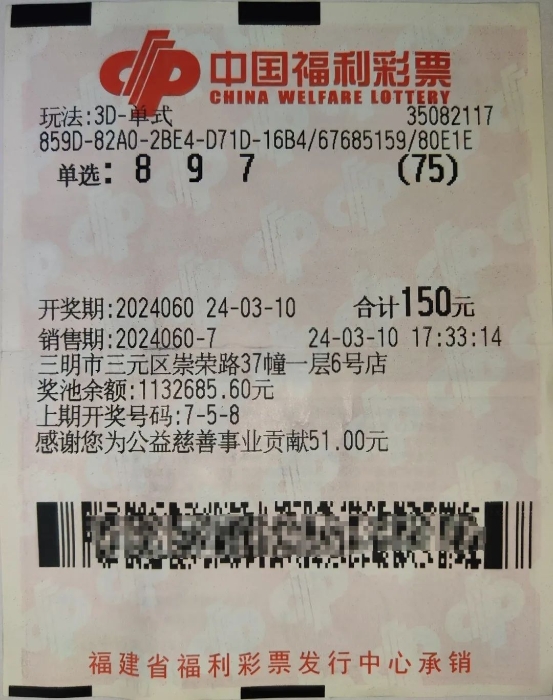 中国福利彩票
CHINA WELFARE LOTTERY
玩法:3D-单式 35082117
859D-82A0-2BE4-D71D-16B4/67685159/80E1E
单选: 8 9 7 (75)
开奖期:2024060 24-03-10 合计150元
销售期:2024060-7 24-03-10 17:33:14
三明市三元区崇荣路37幢一层6号店
奖池余额:1132685.60元
上期开奖号码:7-5-8
感谢您为公益慈善事业贡献51.00元
福建省福利彩票发行中心承销